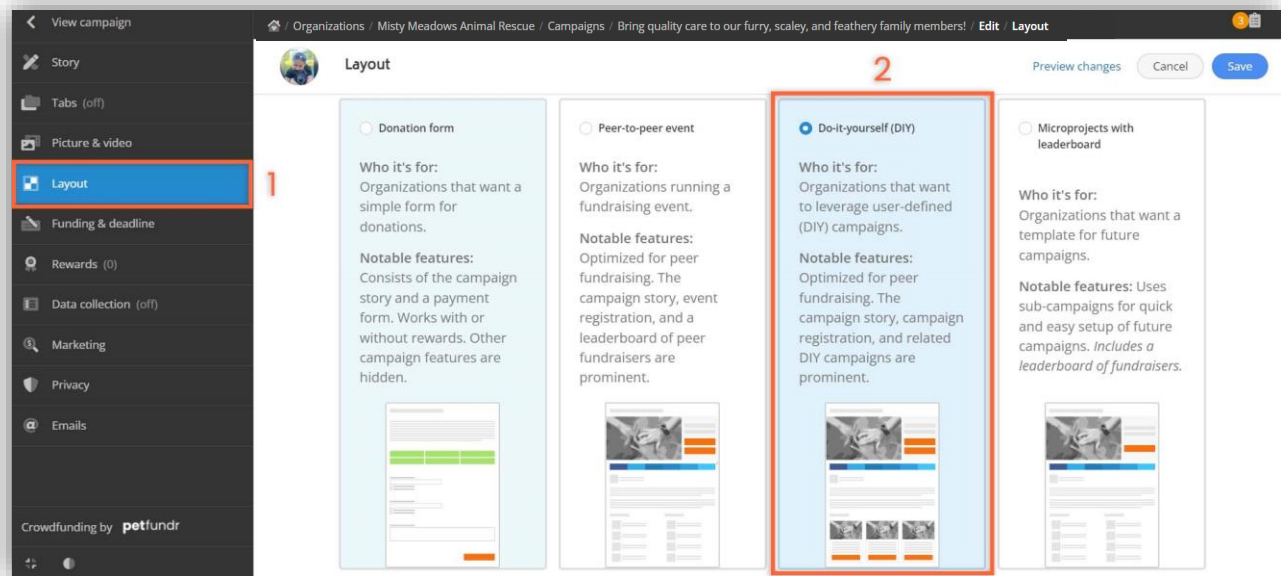 View campaign
Story
Tabs (off)
Picture & video
Layout
1
Funding & deadline
Rewards (0)
Data collection (off)
Marketing
Privacy
Emails
Crowdfunding by petfundr
/ Organizations / Misty Meadows Animal Rescue / Campaigns / Bring quality care to our furry, scaley, and feathery family members! / Edit / Layout
3
Layout
2
Preview changes
Cancel
Save
Donation form
Who it's for:
Organizations that want a
simple form for
donations.
Notable features:
Consists of the campaign
story and a payment
form. Works with or
without rewards. Other
campaign features are
hidden.
Peer-to-peer event
Who it's for:
Organizations running a
fundraising event.
Notable features:
Optimized for peer
fundraising. The
campaign story, event
registration, and a
leaderboard of peer
fundraisers are
prominent.
Do-it-yourself (DIY)
Who it's for:
Organizations that want
to leverage user-defined
(DIY) campaigns.
Notable features:
Optimized for peer
fundraising. The
campaign story, campaign
registration, and related
DIY campaigns are
prominent.
Microprojects with
leaderboard
Who it's for:
Organizations that want a
template for future
campaigns.
Notable features: Uses
sub-campaigns for quick
and easy setup of future
campaigns. Includes a
leaderboard of fundraisers.